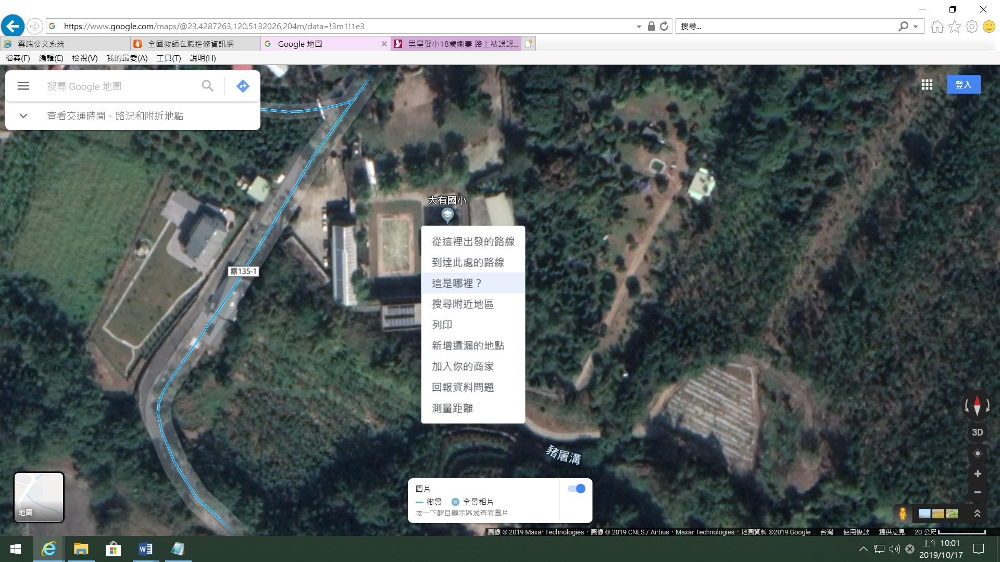 https://www.google.com/maps/@23.4287263,120.5132026,204m/data=!3m1!1e3
搜尋...
雲端公文系統
全國教師在職進修資訊網
Google 地圖
男星娶小18歲嫩妻 路上被誤認...
檔案(F) 編輯(E) 檢視(V) 我的最愛(A) 工具(T) 說明(H)
搜尋 Google 地圖
登入
查看交通時間、路況和附近地點
大有國小
從這裡出發的路線
到達此處的路線
嘉135-1
這是哪裡？
搜尋附近地區
列印
新增遺漏的地點
加入你的商家
回報資料問題
測量距離
3D
豬屠溝
圖片
街景 全景相片
按一下醒目顯示區域查看圖片
地圖
圖像 © 2019 Maxar Technologies、圖像 © 2019 CNES / Airbus、Maxar Technologies、地圖資料 ©2019 Google 台灣 使用條款 提供意見 20 公尺
上午 10:01
2019/10/17